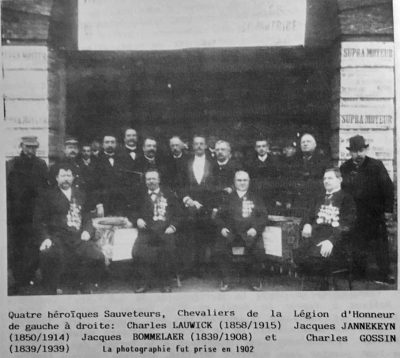 SUPRA MOTEUR
SUPRA MOTEUR
SUPRA MOTEUR
Quatre héroïques Sauveteurs, Chevaliers de la Légion d'Honneur
de gauche à droite: Charles LAUWICK (1858/1915) Jacques JANNEKEYN
(1850/1914) Jacques BOMMELAER (1839/1908) et Charles GOSSIN
(1839/1939) La photographie fut prise en 1902